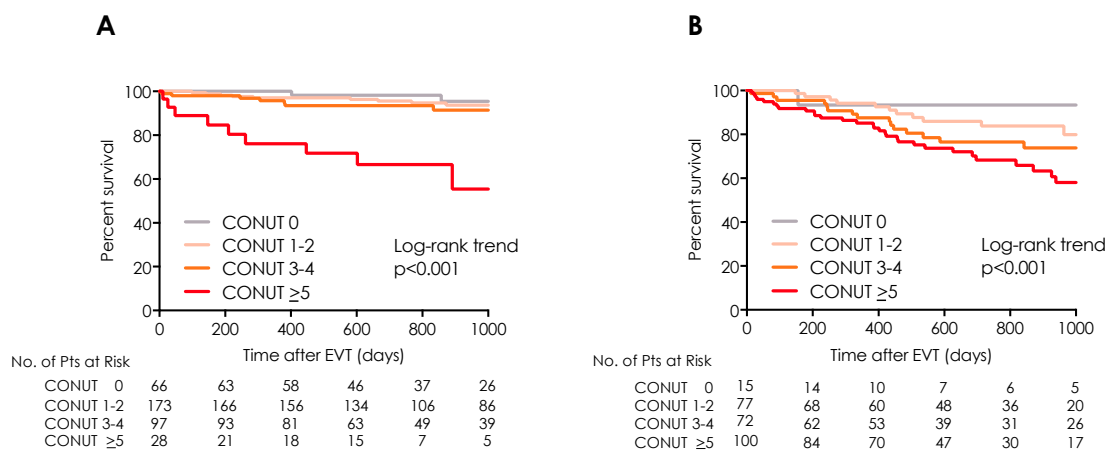 A
Percent survival
100
80
60
40
20
0
CONUT 0
CONUT 1-2
CONUT 3-4
CONUT ≥5
Log-rank trend
p<0.001
0 200 400 600 800 1000
Time after EVT (days)
No. of Pts at Risk
CONUT 0 66 63 58 46 37 26
CONUT 1-2 173 166 156 134 106 86
CONUT 3-4 97 93 81 63 49 39
CONUT ≥5 28 21 18 15 7 5
B
Percent survival
100
80
60
40
20
0
CONUT 0
CONUT 1-2
CONUT 3-4
CONUT ≥5
Log-rank trend
p<0.001
0 200 400 600 800 1000
Time after EVT (days)
No. of Pts at Risk
CONUT 0 15 14 10 7 6 5
CONUT 1-2 77 68 60 48 36 20
CONUT 3-4 72 62 53 39 31 26
CONUT ≥5 100 84 70 47 30 17